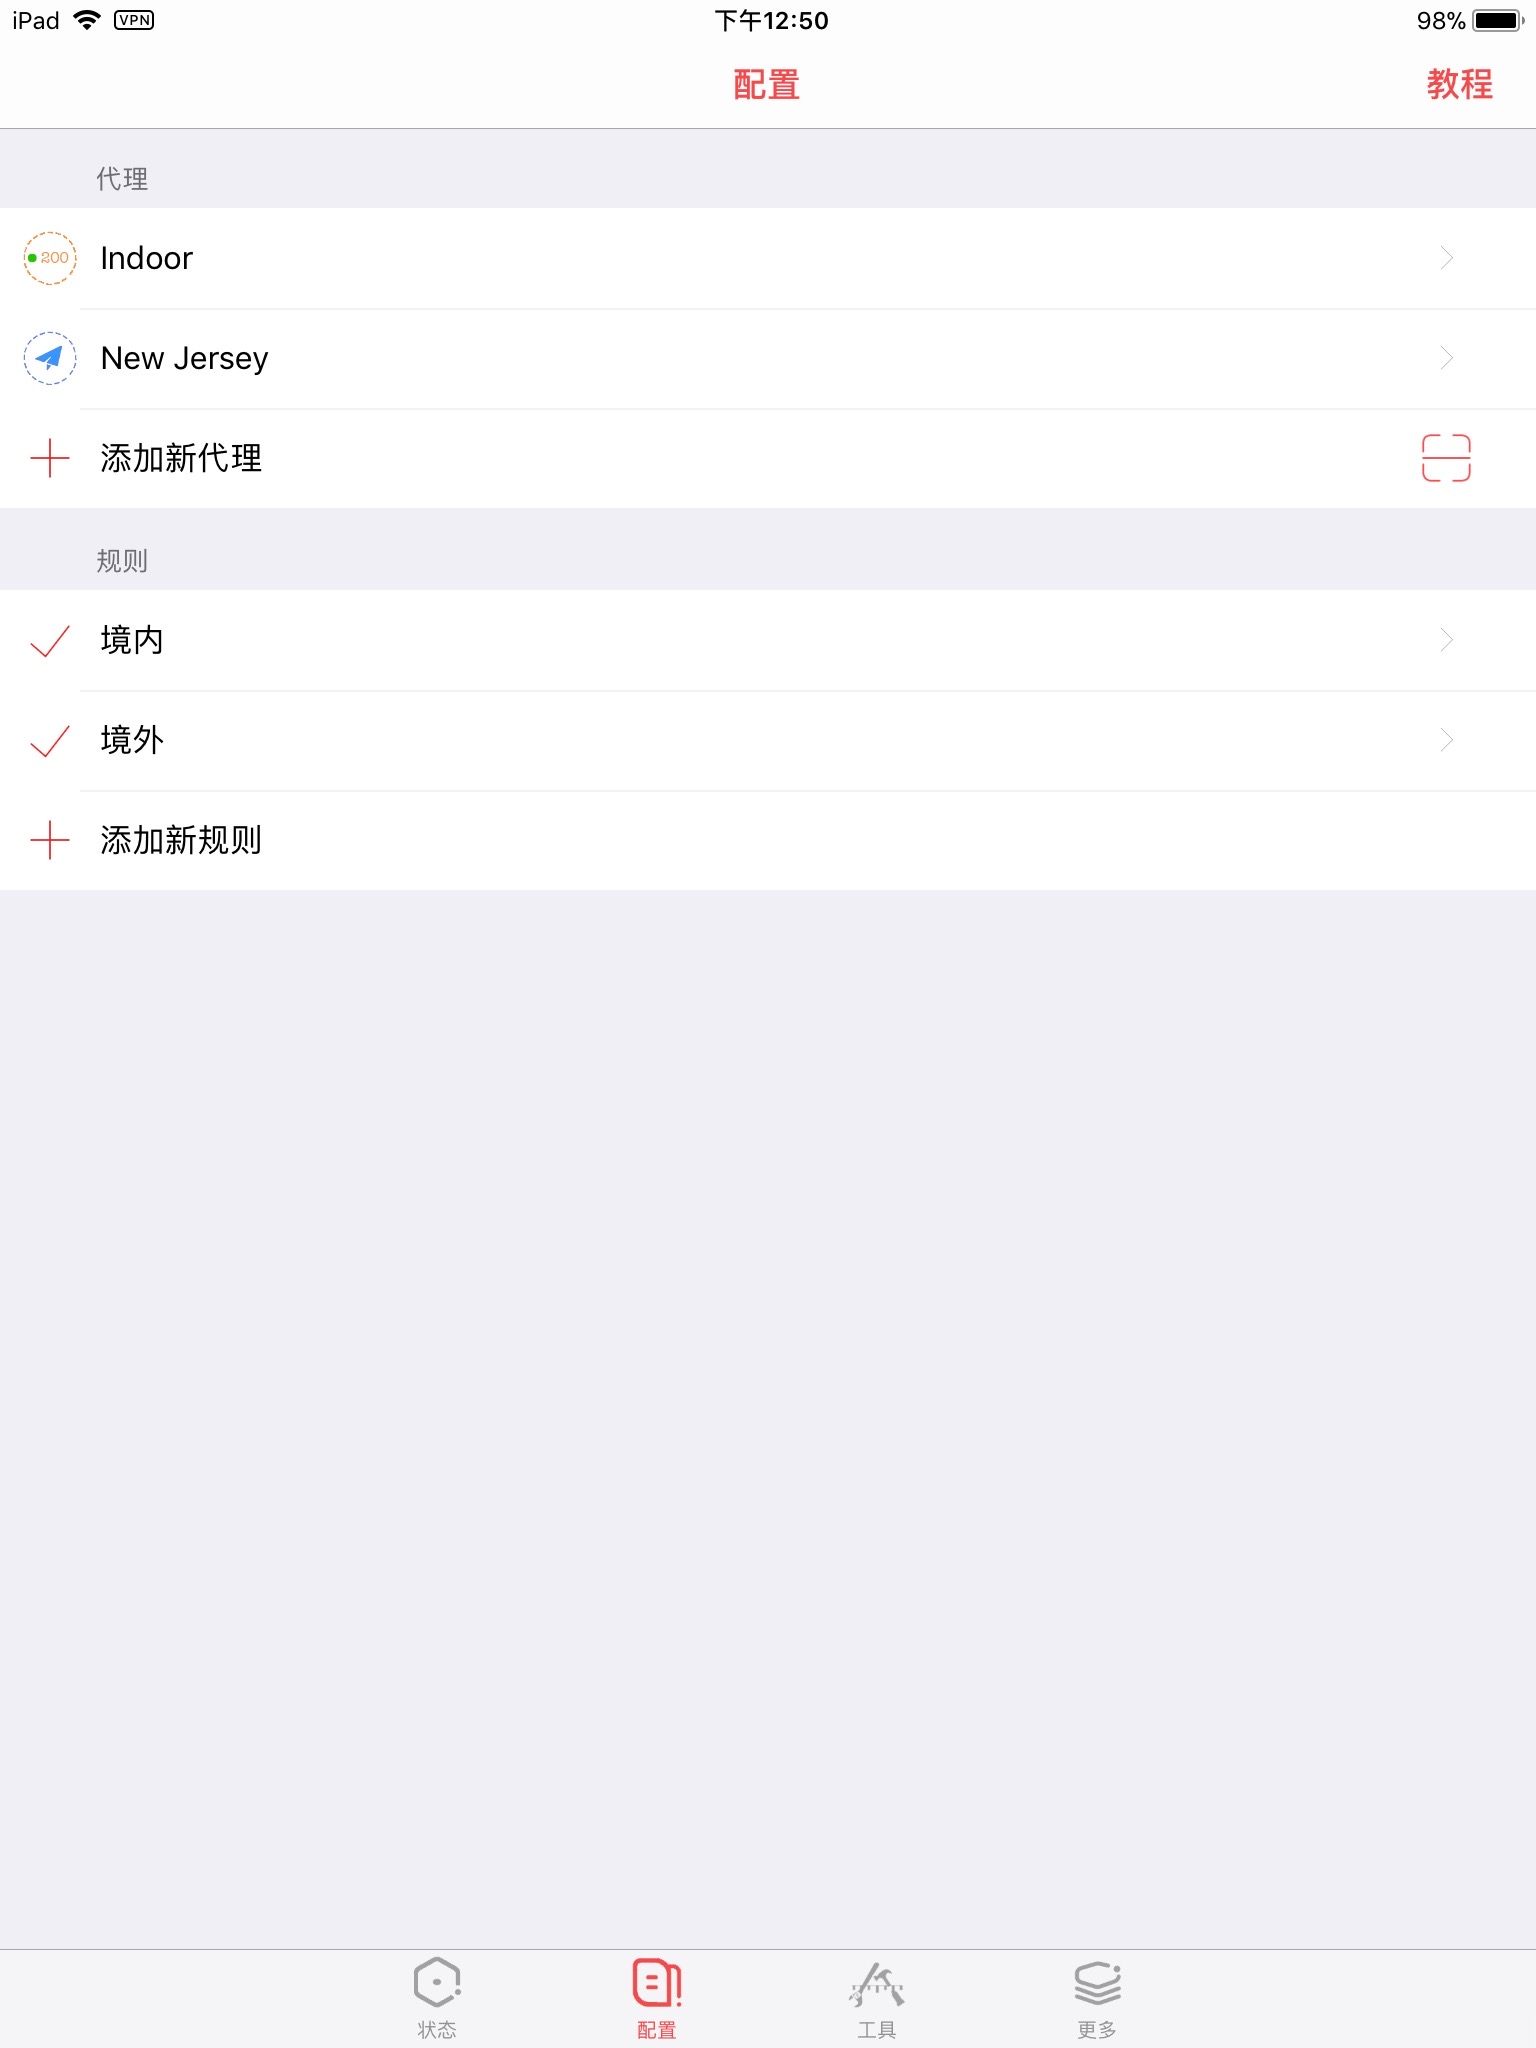 iPad VPN 下午12:50 98%
配置 教程
代理
200 Indoor
New Jersey
添加新代理
规则
境内
境外
添加新规则
状态 配置 工具 更多